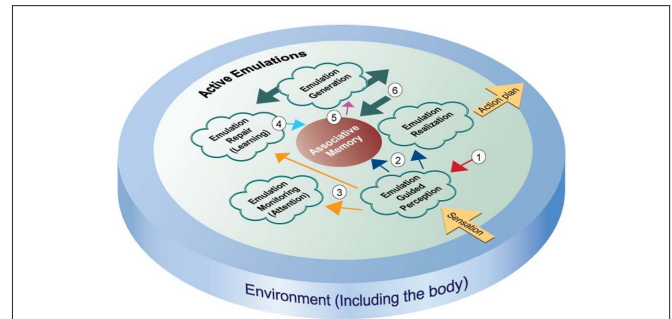 Active Emulations
Emulation
Generation
Emulation
Repair
(Learning)
Associative
Memory
Emulation
Realization
Emulation
Monitoring
(Attention)
Emulation
Guided
Perception
Action plan
Sensation
1
2
3
4
5
6
Environment (Including the body)